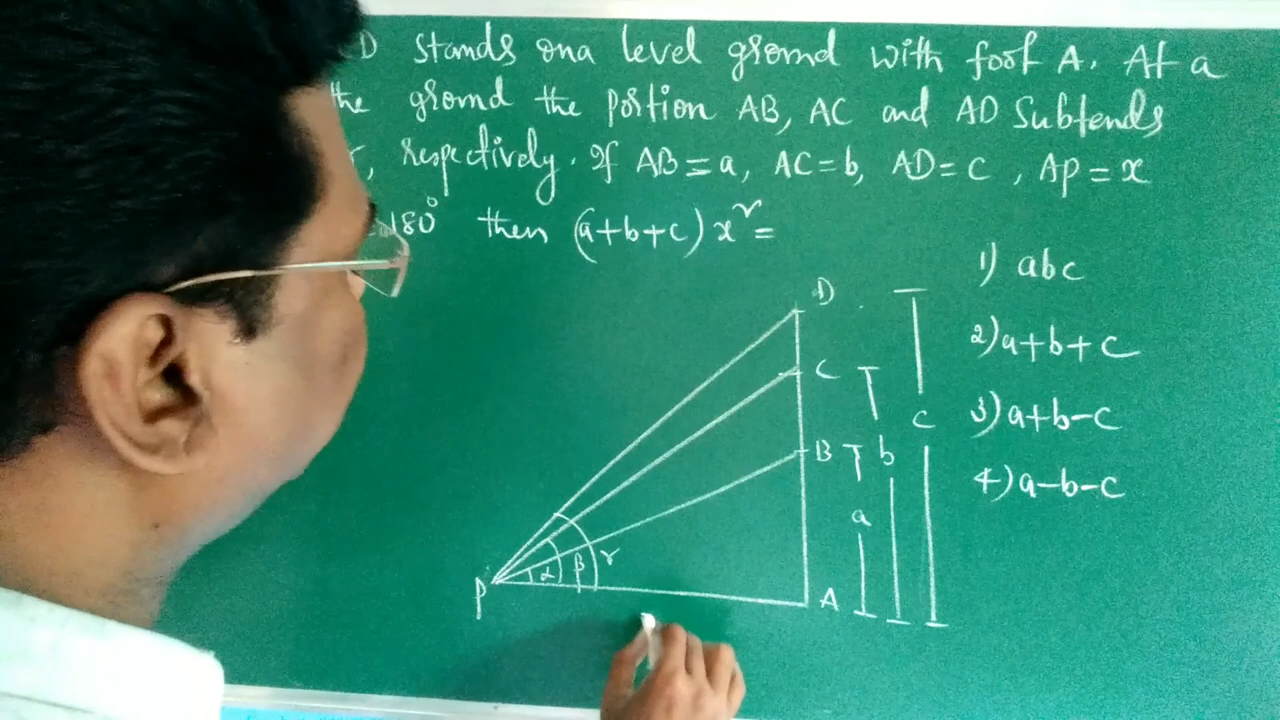 D stands on a level ground with foot A. At a
the ground the portion AB, AC and AD subtends
r, respectively. If AB = a, AC = b, AD = c, AP = x
180° then (a+b+c) x² =
1) abc
2) a+b+c
3) a+b-c
4) a-b-c
D
C
B
A
P
α
β
r
a
b
c